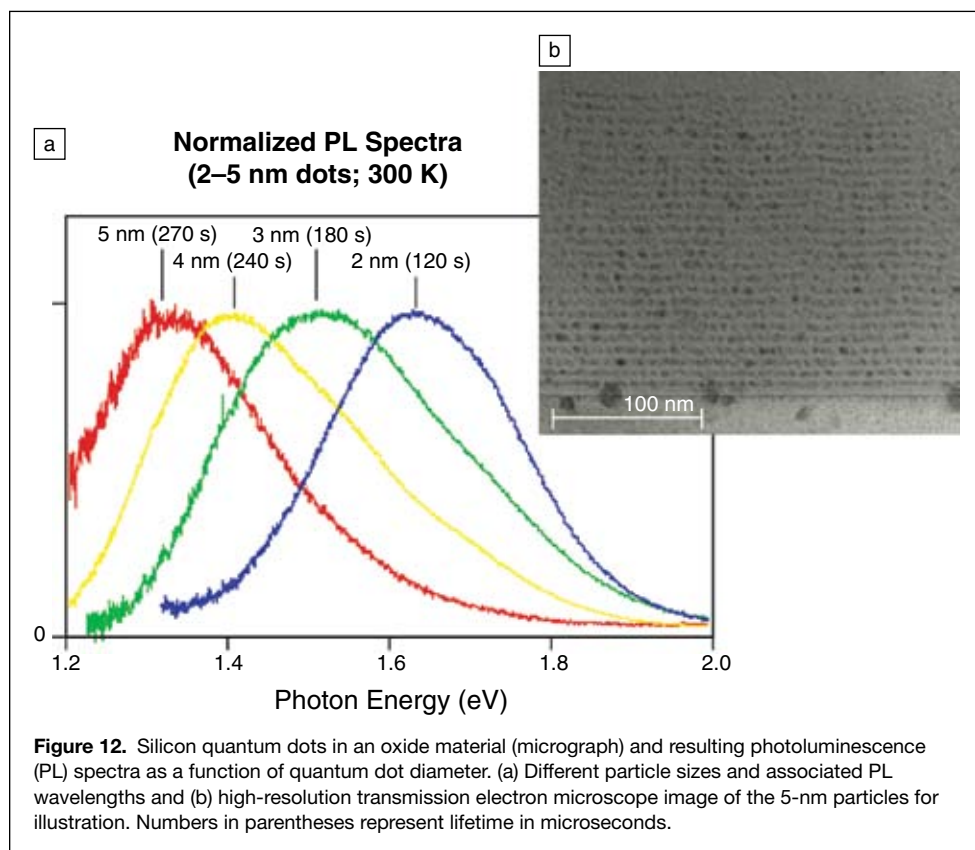 b
a
Normalized PL Spectra
(2–5 nm dots; 300 K)
5 nm (270 s)
3 nm (180 s)
4 nm (240 s)
2 nm (120 s)
100 nm
0
1.2
1.4
1.6
1.8
2.0
Photon Energy (eV)
Figure 12. Silicon quantum dots in an oxide material (micrograph) and resulting photoluminescence
(PL) spectra as a function of quantum dot diameter. (a) Different particle sizes and associated PL
wavelengths and (b) high-resolution transmission electron microscope image of the 5-nm particles for
illustration. Numbers in parentheses represent lifetime in microseconds.